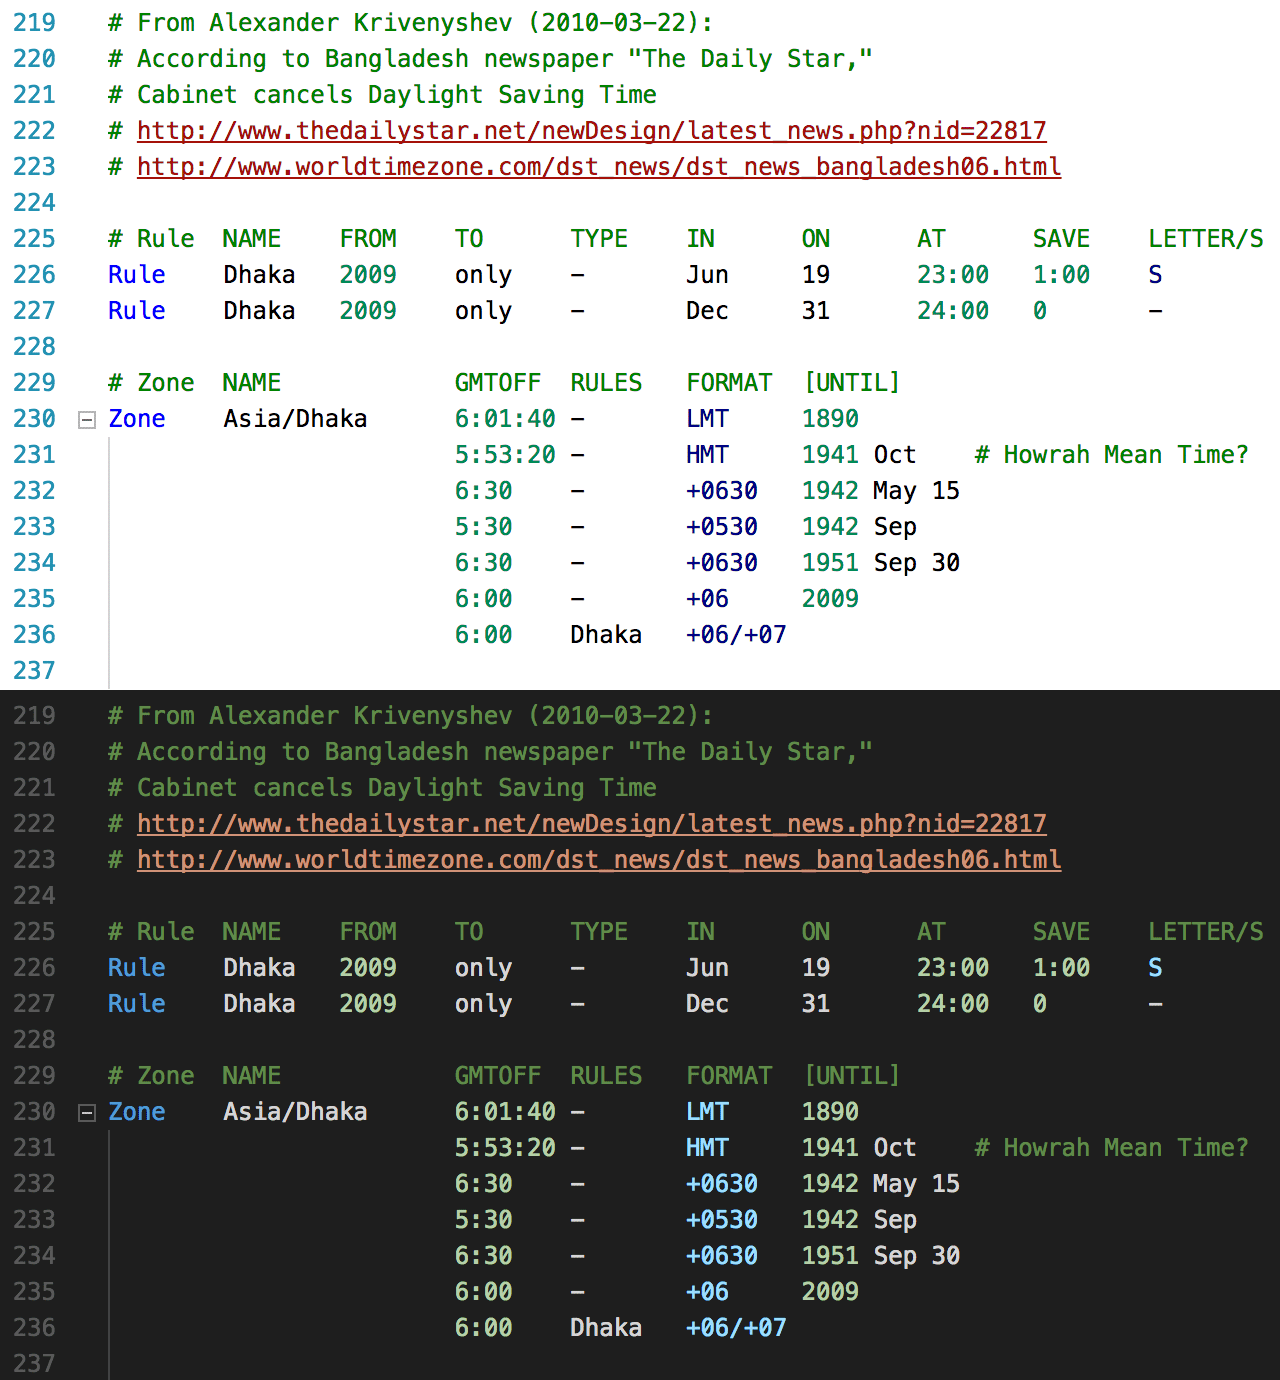 219 # From Alexander Krivenyshev (2010-03-22):
220 # According to Bangladesh newspaper "The Daily Star,"
221 # Cabinet cancels Daylight Saving Time
222 # http://www.thedailystar.net/newDesign/latest_news.php?nid=22817
223 # http://www.worldtimezone.com/dst_news/dst_news_bangladesh06.html
224
225 # Rule NAME FROM TO TYPE IN ON AT SAVE LETTER/S
226 Rule Dhaka 2009 only - Jun 19 23:00 1:00 S
227 Rule Dhaka 2009 only - Dec 31 24:00 0 -
228
229 # Zone NAME GMTOFF RULES FORMAT [UNTIL]
230 Zone Asia/Dhaka 6:01:40 - LMT 1890
231 5:53:20 - HMT 1941 Oct # Howrah Mean Time?
232 6:30 - +0630 1942 May 15
233 5:30 - +0530 1942 Sep
234 6:30 - +0630 1951 Sep 30
235 6:00 - +06 2009
236 6:00 Dhaka +06/+07
237
219 # From Alexander Krivenyshev (2010-03-22):
220 # According to Bangladesh newspaper "The Daily Star,"
221 # Cabinet cancels Daylight Saving Time
222 # http://www.thedailystar.net/newDesign/latest_news.php?nid=22817
223 # http://www.worldtimezone.com/dst_news/dst_news_bangladesh06.html
224
225 # Rule NAME FROM TO TYPE IN ON AT SAVE LETTER/S
226 Rule Dhaka 2009 only - Jun 19 23:00 1:00 S
227 Rule Dhaka 2009 only - Dec 31 24:00 0 -
228
229 # Zone NAME GMTOFF RULES FORMAT [UNTIL]
230 Zone Asia/Dhaka 6:01:40 - LMT 1890
231 5:53:20 - HMT 1941 Oct # Howrah Mean Time?
232 6:30 - +0630 1942 May 15
233 5:30 - +0530 1942 Sep
234 6:30 - +0630 1951 Sep 30
235 6:00 - +06 2009
236 6:00 Dhaka +06/+07
237